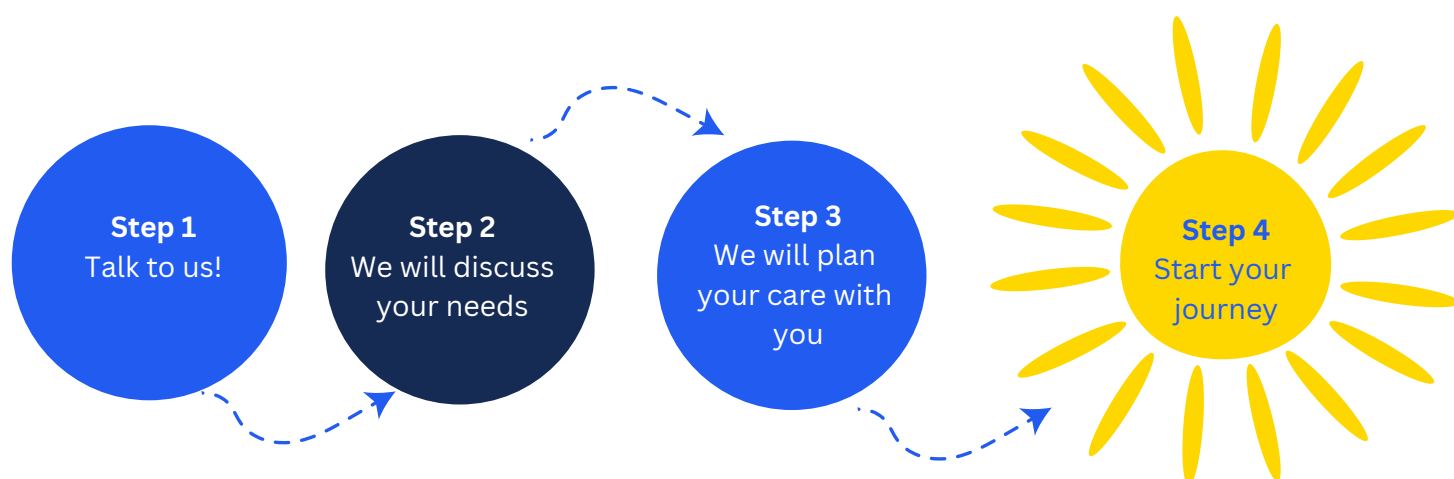 Step 1
Talk to us!
Step 2
We will discuss
your needs
Step 3
We will plan
your care with
you
Step 4
Start your
journey